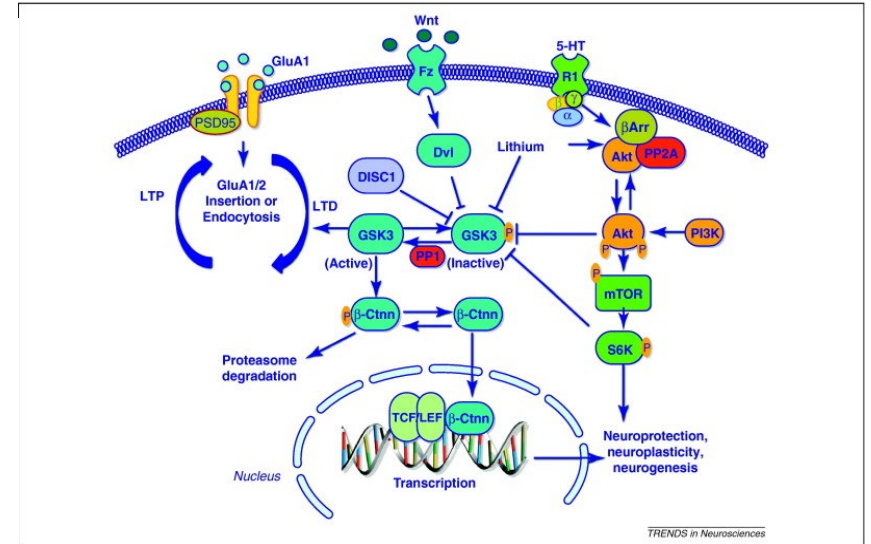 Wnt
5-HT
GluA1
Fz
R1
β
γ
α
PSD95
βArr
Dvl
Lithium
Akt
PP2A
DISC1
LTP
GluA1/2
Insertion or
Endocytosis
LTD
GSK3
GSK3
P
Akt
PI3K
P
P
(Active)
PP1
(Inactive)
P
mTOR
P
β-Ctnn
β-Ctnn
S6K
P
Proteasome
degradation
TCF/LEF
β-Ctnn
Neuroprotection,
neuroplasticity,
neurogenesis
Nucleus
Transcription
TRENDS in Neurosciences